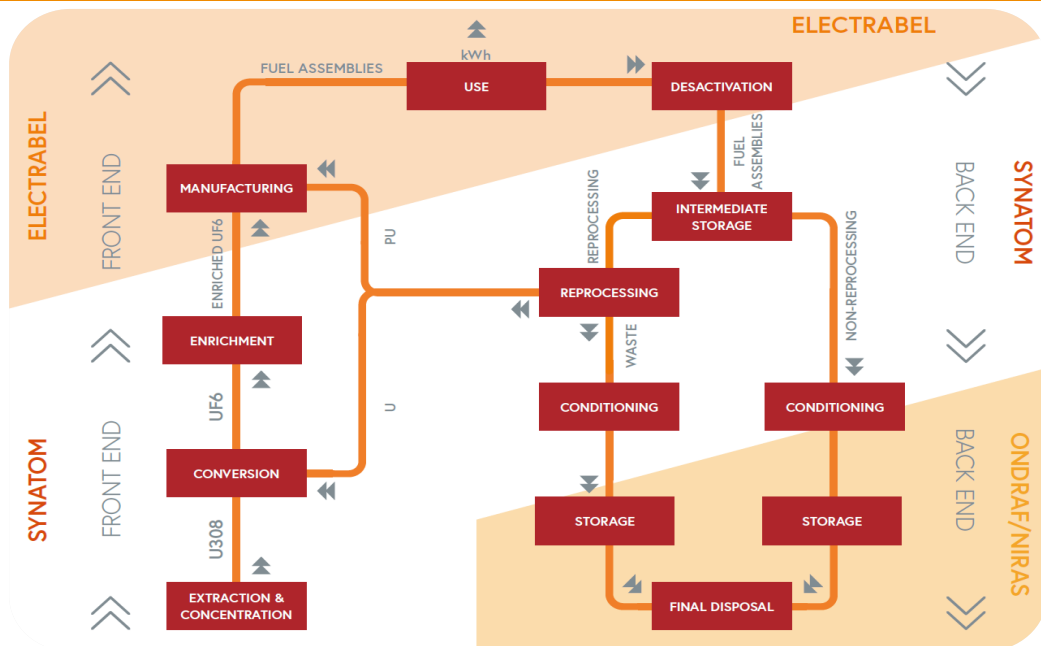 ELECTRABEL
kWh
FUEL ASSEMBLIES
USE
DESACTIVATION
ELECTRABEL
FRONT END
MANUFACTURING
FUEL
ASSEMBLIES
INTERMEDIATE
STORAGE
BACK END
SYNATOM
ENRICHED UF6
PU
REPROCESSING
REPROCESSING
NON-REPROCESSING
ENRICHMENT
WASTE
UF6
U
CONDITIONING
CONDITIONING
SYNATOM
FRONT END
CONVERSION
BACK END
ONDRAF/NIRAS
U308
STORAGE
STORAGE
EXTRACTION &
CONCENTRATION
FINAL DISPOSAL